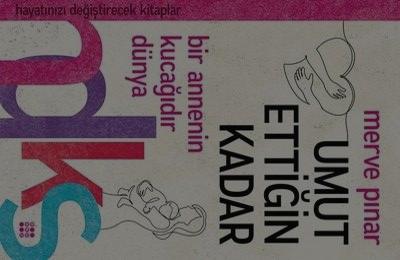 hayatınızı değiştirecek kitaplar
merve pınar
UMUT
ETTİĞİN
KADAR
bir annenin
kucağıdır
dünya